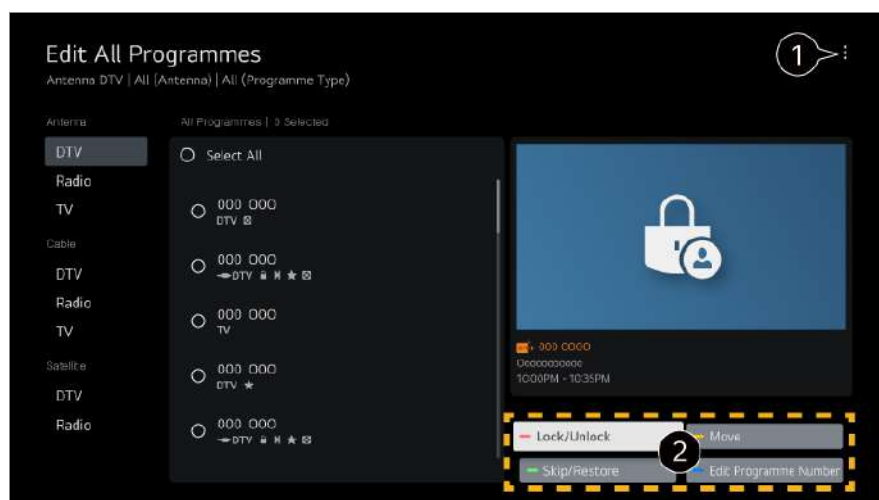 Edit All Programmes
Antenna DTV | All (Antenna) | All (Programme Type)
1
Antenna
DTV
Radio
TV
Cable
DTV
Radio
TV
Satellite
DTV
Radio
All Programmes | 0 Selected
Select All
000 000
DTV
000 000
DTV
000 000
TV
000 000
DTV
000 000
DTV
000 0000
10:00PM - 10:35PM
Lock/Unlock
Move
2
Skip/Restore
Edit Programme Number